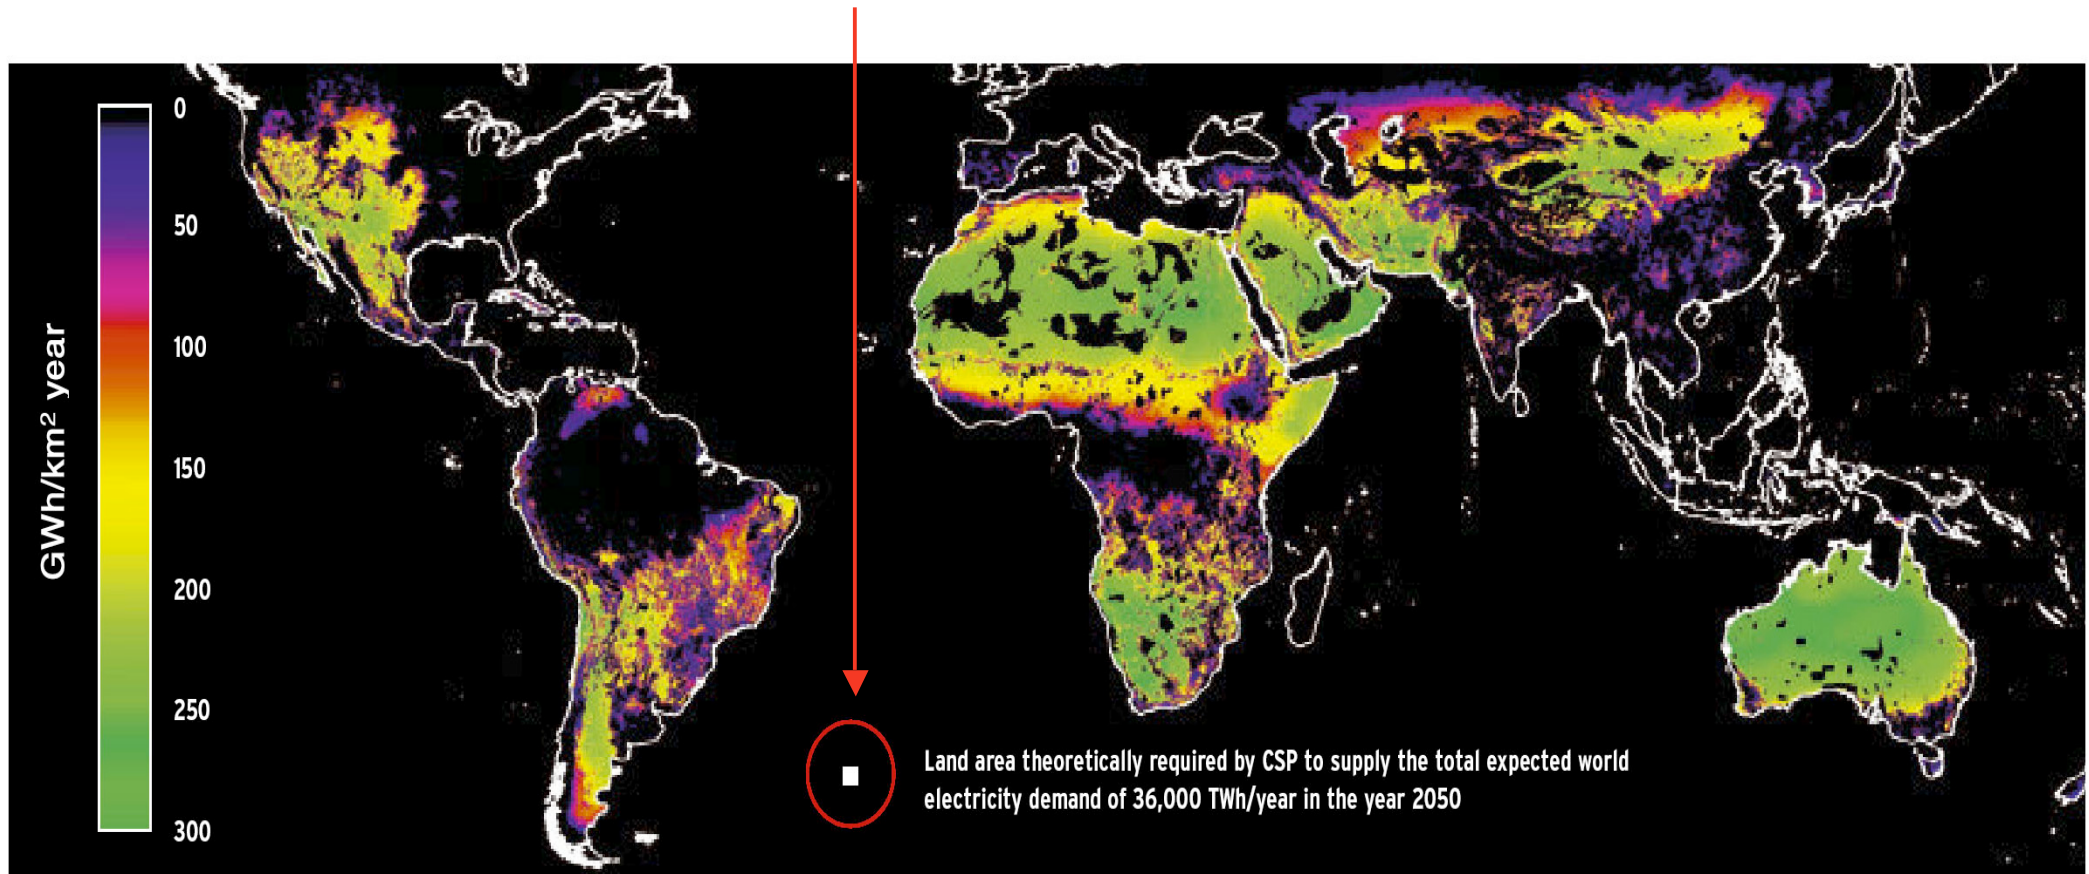 GWh/km² year
0
50
100
150
200
250
300
Land area theoretically required by CSP to supply the total expected world
electricity demand of 36,000 TWh/year in the year 2050